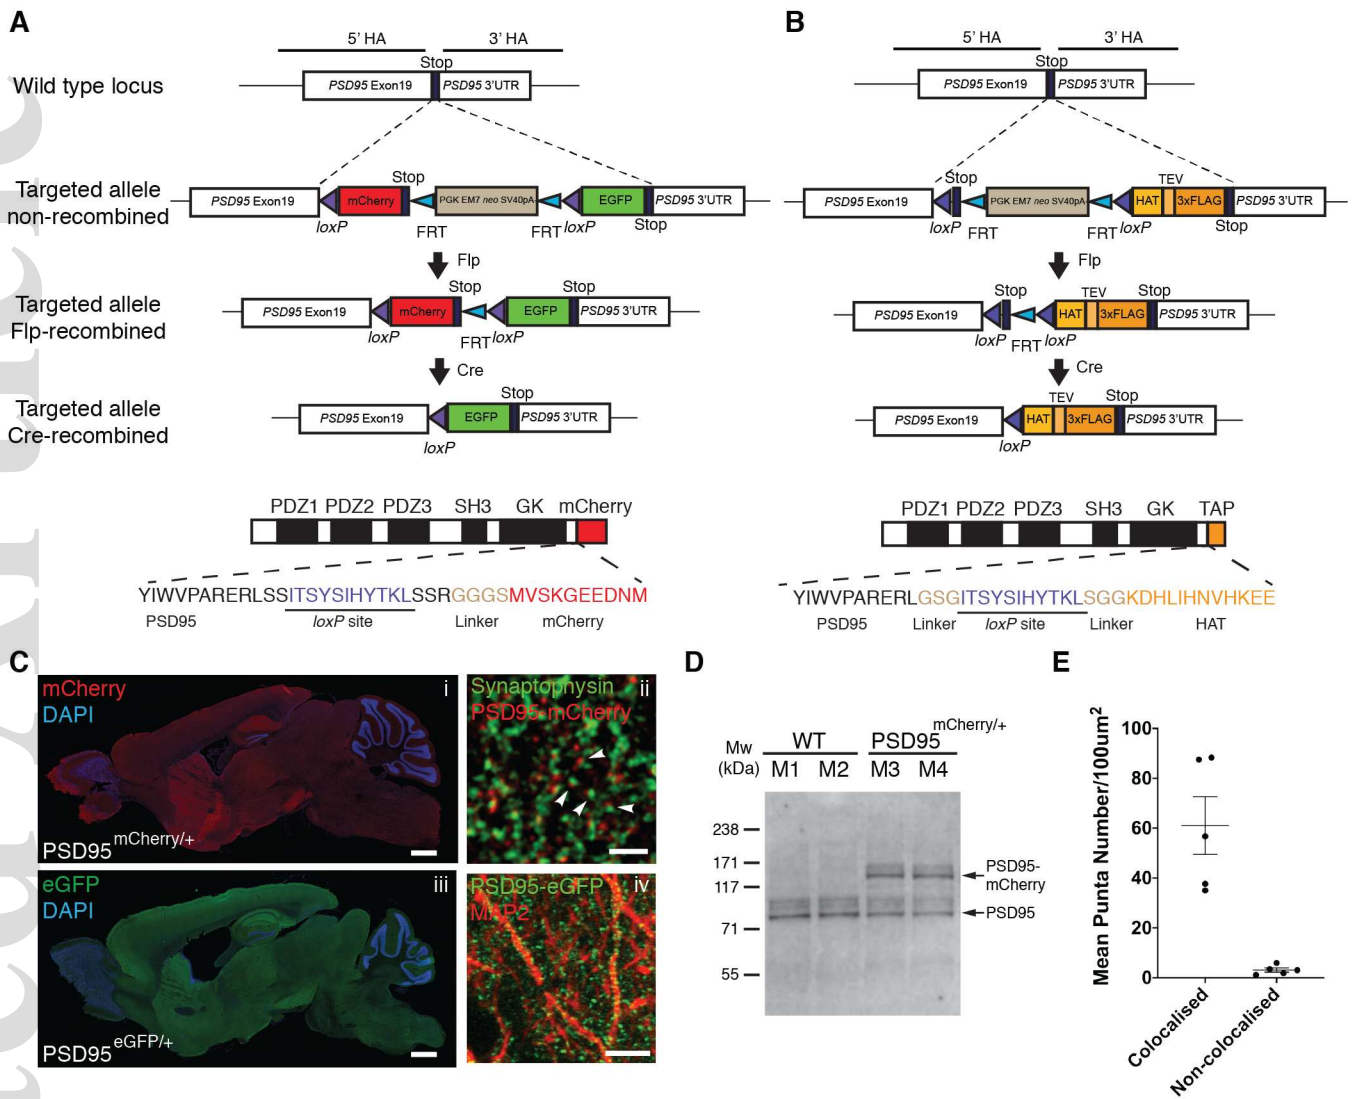 A
5' HA 3' HA
Stop
Wild type locus
PSD95 Exon19 PSD95 3'UTR
Targeted allele
non-recombined
Stop
PSD95 Exon19 mCherry PGK EM7 neo SV40pA EGFP PSD95 3'UTR
loxP FRT FRT loxP Stop
Flp
Targeted allele
Flp-recombined
Stop Stop
PSD95 Exon19 mCherry EGFP PSD95 3'UTR
loxP FRT loxP
Cre
Targeted allele
Cre-recombined
Stop
PSD95 Exon19 EGFP PSD95 3'UTR
loxP
PDZ1 PDZ2 PDZ3 SH3 GK mCherry
YIWVPARERLSSITSYSIHYTKLSSRGGGSMVSKGEEDNM
PSD95 loxP site Linker mCherry
B
5' HA 3' HA
Stop
PSD95 Exon19 PSD95 3'UTR
Stop TEV
PSD95 Exon19 PGK EM7 neo SV40pA HAT 3xFLAG PSD95 3'UTR
loxP FRT FRT loxP Stop
Flp
Stop TEV Stop
PSD95 Exon19 HAT 3xFLAG PSD95 3'UTR
loxP FRT loxP
Cre
TEV Stop
PSD95 Exon19 HAT 3xFLAG PSD95 3'UTR
loxP
PDZ1 PDZ2 PDZ3 SH3 GK TAP
YIWVPARERLGSGITSYSIHYTKLSGGKDHLIHNVHKEE
PSD95 Linker loxP site Linker HAT
C
mCherry i
DAPI
PSD95 mCherry/+
Synaptophysin ii
PSD95-mCherry
eGFP iii
DAPI
PSD95 eGFP/+
PSD95-eGFP iv
MAP2
D
Mw
(kDa)
WT PSD95 mCherry/+
M1 M2 M3 M4
238
171
117
71
55
PSD95-
mCherry
PSD95
E
Mean Punta Number/100um2
100
80
60
40
20
0
Colocalised
Non-colocalised